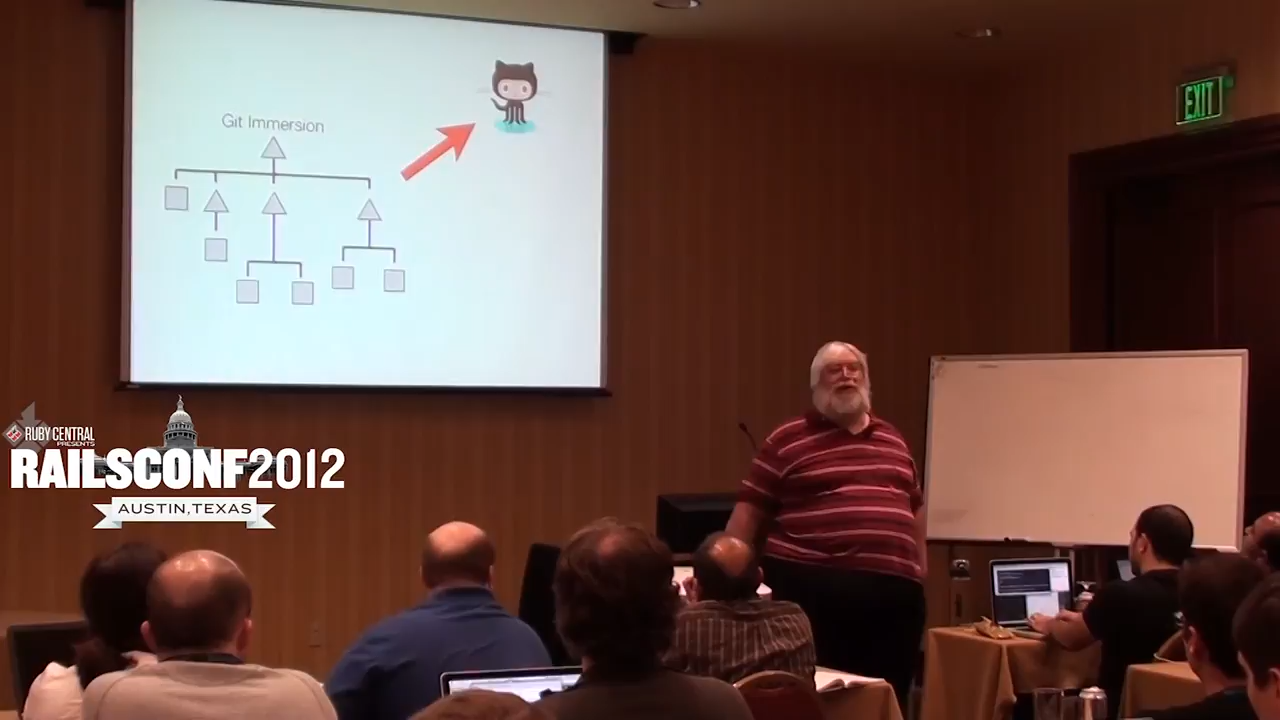 Git Immersion
EXIT
RUBY CENTRAL
PRESENTS
RAILSCONF2012
AUSTIN, TEXAS